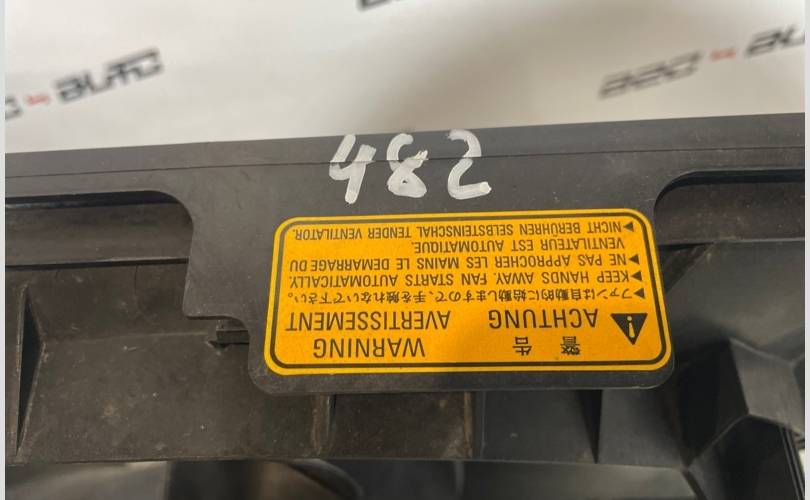 482
警告 WARNING
ACHTUNG AVERTISSEMENT
▶ファンは自動的に始動しますので、手を触れないで下さい。
▶KEEP HANDS AWAY. FAN STARTS AUTOMATICALLY.
▶NE PAS APPROCHER LES MAINS LE DEMARRAGE DU
VENTILATEUR EST AUTOMATIQUE.
▶NICHT BERÜHREN SELBSTEINSCHAL TENDER VENTILATOR.